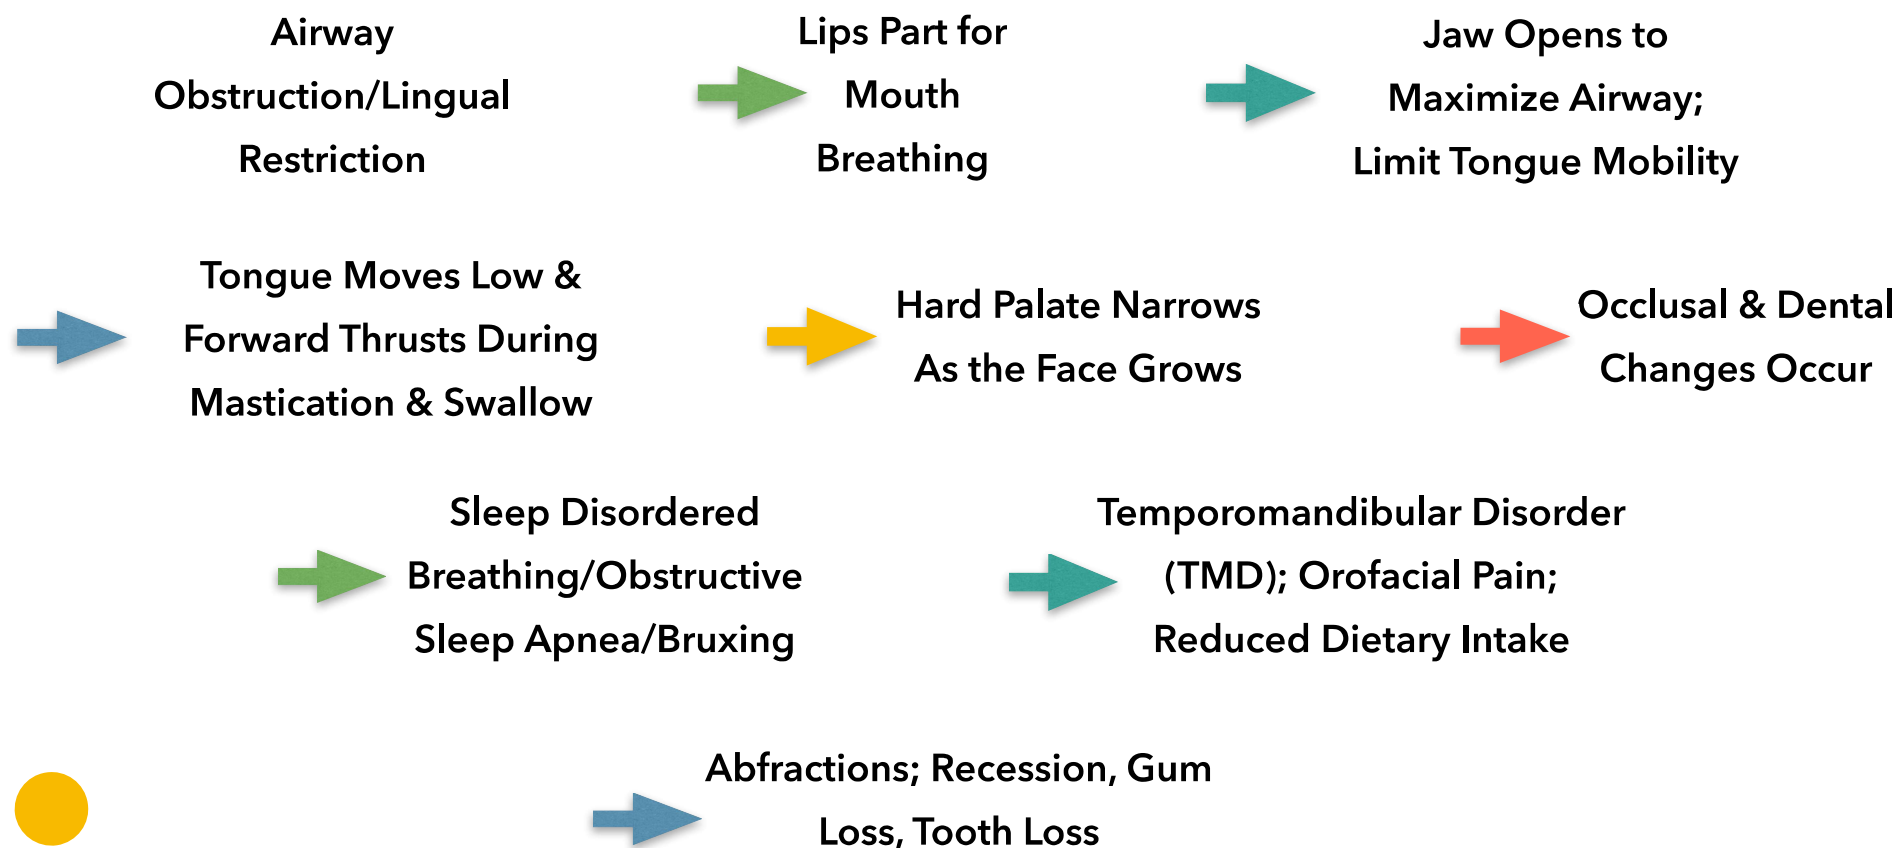 Airway
Obstruction/Lingual
Restriction
Lips Part for
Mouth
Breathing
Jaw Opens to
Maximize Airway;
Limit Tongue Mobility
Tongue Moves Low &
Forward Thrusts During
Mastication & Swallow
Hard Palate Narrows
As the Face Grows
Occlusal & Dental
Changes Occur
Sleep Disordered
Breathing/Obstructive
Sleep Apnea/Bruxing
Temporomandibular Disorder
(TMD); Orofacial Pain;
Reduced Dietary Intake
Abfractions; Recession, Gum
Loss, Tooth Loss